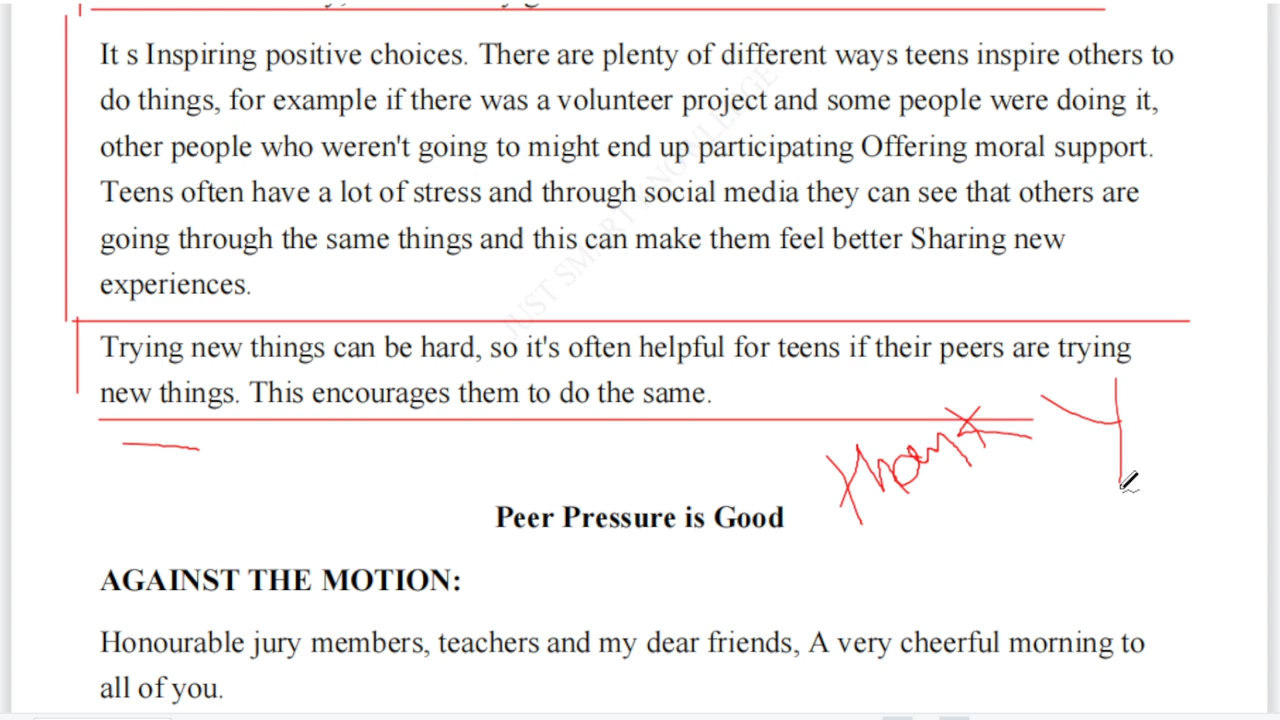 It s Inspiring positive choices. There are plenty of different ways teens inspire others to
do things, for example if there was a volunteer project and some people were doing it,
other people who weren't going to might end up participating Offering moral support.
Teens often have a lot of stress and through social media they can see that others are
going through the same things and this can make them feel better Sharing new
experiences.
Trying new things can be hard, so it's often helpful for teens if their peers are trying
new things. This encourages them to do the same.
Thank Y
Peer Pressure is Good
AGAINST THE MOTION:
Honourable jury members, teachers and my dear friends, A very cheerful morning to
all of you.
JUST SMART KNOWLEDGE